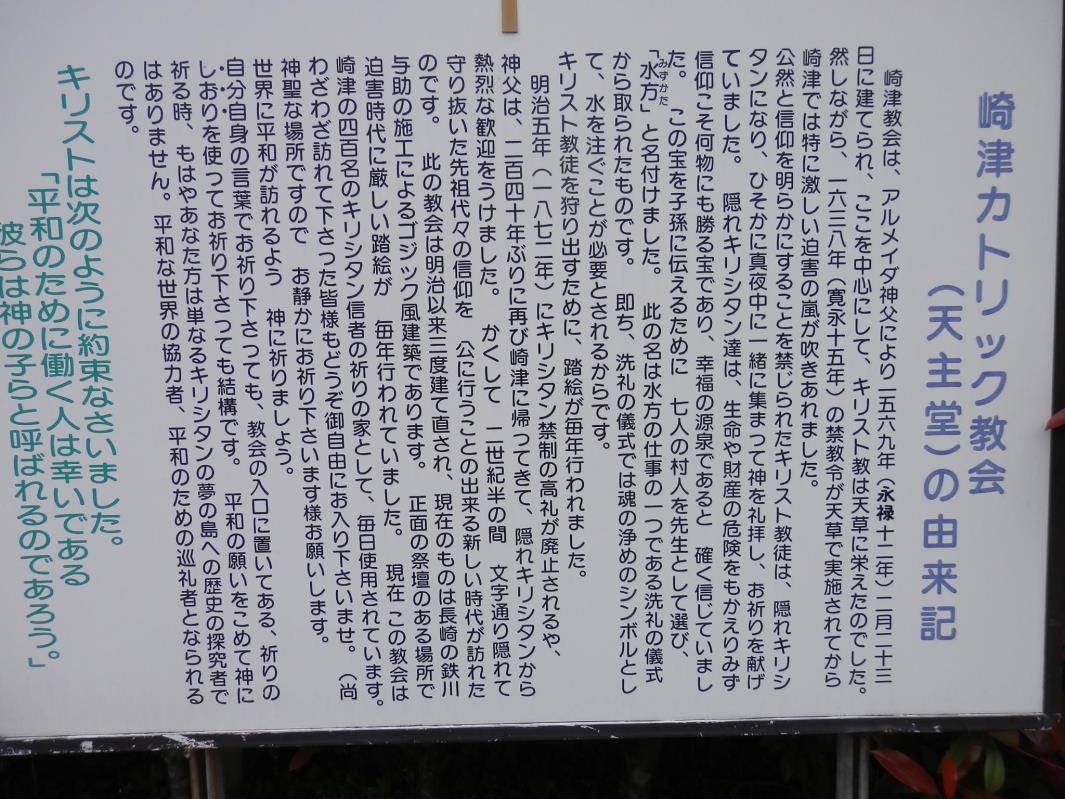 崎津カトリック教会
(天主堂)の由来記
崎津教会は、アルメイダ神父により一五六九年(永禄十二年)二月二十三
日に建てられ、ここを中心にして、キリスト教は天草に栄えたのでした。
然しながら、一六三八年(寛永十五年)の禁教令が天草で実施されてから
崎津では特に激しい迫害の嵐が吹きあれました。
公然と信仰を明らかにすることを禁じられたキリスト教徒は、隠れキリシ
タンになり、ひそかに真夜中に一緒に集まって神を礼拝し、お祈りを献げ
ていました。 隠れキリシタン達は、生命や財産の危険をもかえりみず
信仰こそ何物にも勝る宝であり、幸福の源泉であると 確く信じていまし
た。 この宝を子孫に伝えるために 七人の村人を先生として選び、
「水方」と名付けました。 此の名は水方の仕事の一つである洗礼の儀式
みずかた
から取られたものです。 即ち、洗礼の儀式では魂の浄めのシンボルとし
て、水を注ぐことが必要とされるからです。
キリスト教徒を狩り出すために、踏絵が毎年行われました。
明治五年(一八七二年)にキリシタン禁制の高札が廃止されるや、
神父は、二百四十年ぶりに再び崎津に帰ってきて、隠れキリシタンから
熱烈な歓迎をうけました。 かくして 二世紀半の間 文字通り隠れて
守り抜いた先祖代々の信仰を 公に行うことの出来る新しい時代が訪れた
のです。 此の教会は明治以来三度建て直され、現在のものは長崎の鉄川
与助の施工によるゴジック風建築であります。 正面の祭壇のある場所で
迫害時代に厳しい踏絵が 毎年行われていました。 現在 この教会は
崎津の四百名のキリシタン信者の祈りの家として、毎日使用されています。
わざわざ訪れて下さった皆様もどうぞ御自由にお入り下さいませ。(尚
神聖な場所ですので お静かにお祈り下さいます様お願いします。
世界に平和が訪れるよう 神に祈りましょう。
自分自身の言葉でお祈り下さっても、教会の入口に置いてある、祈りの
しおりを使ってお祈り下さっても結構です。 平和の願いをこめて神に
祈る時、もはやあなた方は単なるキリシタンの夢の島への歴史の探究者で
はありません。平和な世界の協力者、平和のための巡礼者となられる
のです。
キリストは次のように約束なさいました。
「平和のために働く人は幸いである
彼らは神の子らと呼ばれるのであろう。」